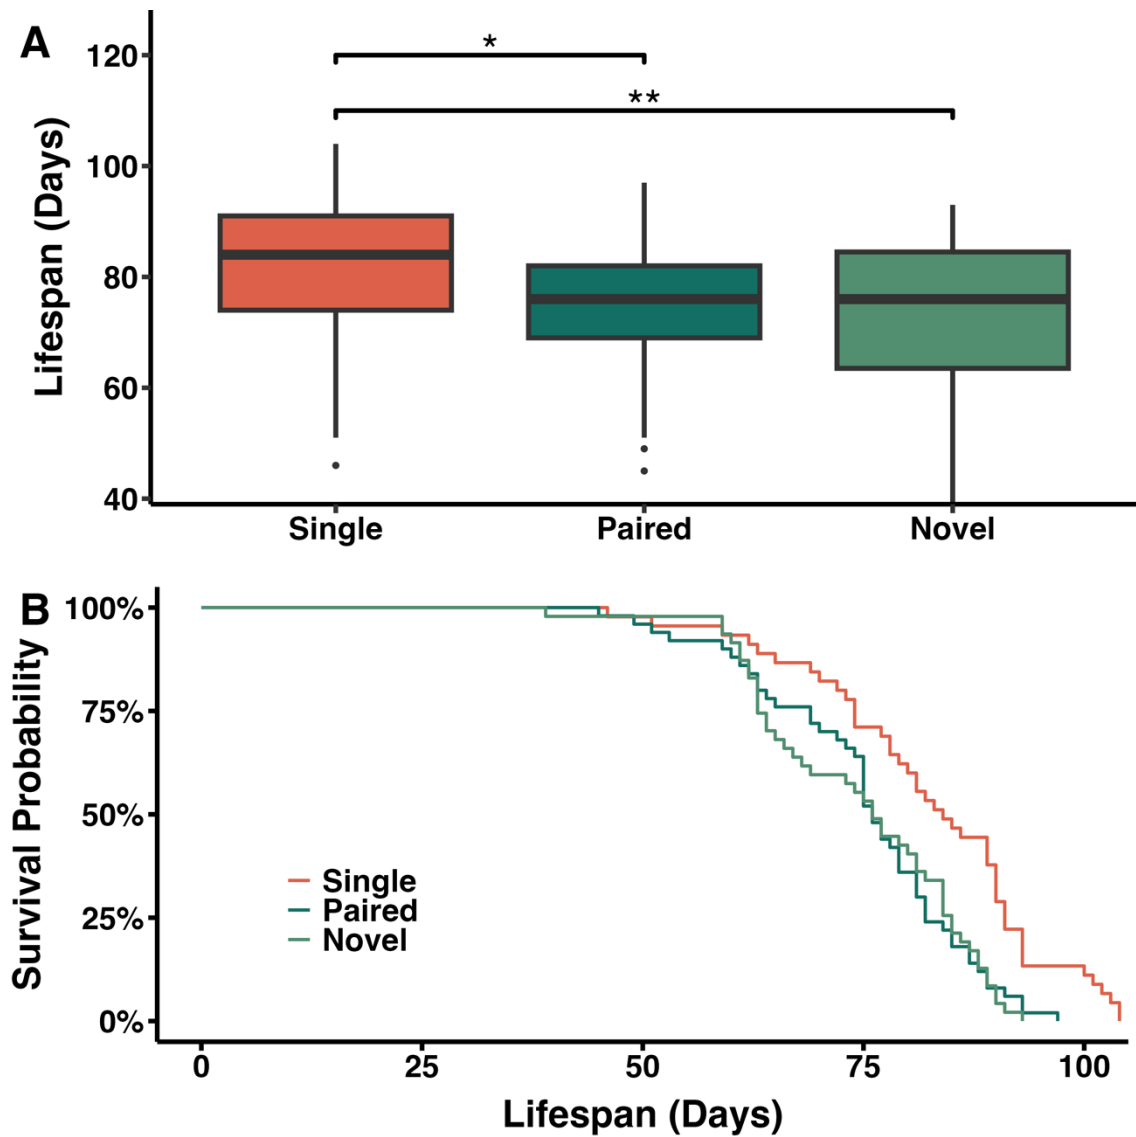 A
*
**
120
100
80
60
40
Lifespan (Days)
Single Paired Novel
B
100%
75%
50%
25%
0%
Survival Probability
Single
Paired
Novel
0 25 50 75 100
Lifespan (Days)